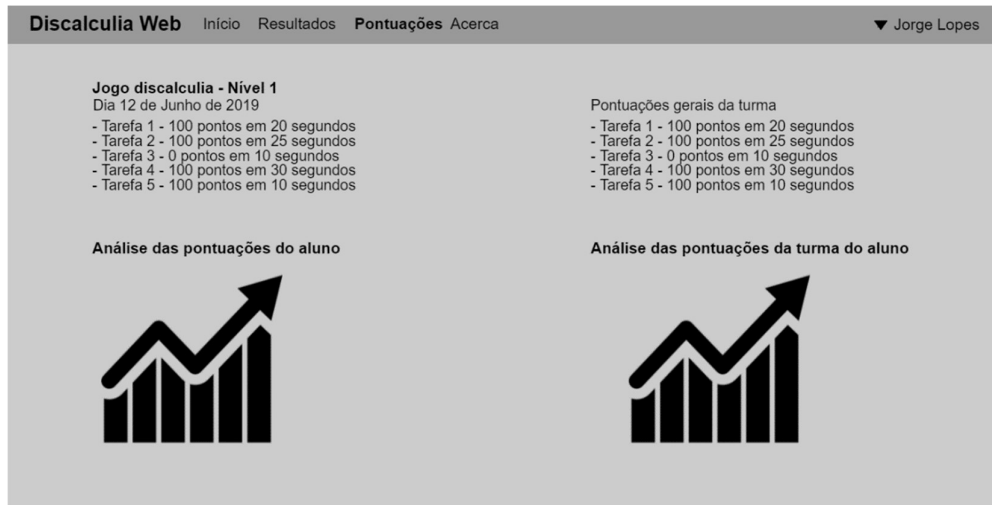 Discalculia Web Início Resultados Pontuações Acerca Jorge Lopes
Jogo discalculia - Nível 1
Dia 12 de Junho de 2019
- Tarefa 1 - 100 pontos em 20 segundos
- Tarefa 2 - 100 pontos em 25 segundos
- Tarefa 3 - 0 pontos em 10 segundos
- Tarefa 4 - 100 pontos em 30 segundos
- Tarefa 5 - 100 pontos em 10 segundos
Pontuações gerais da turma
- Tarefa 1 - 100 pontos em 20 segundos
- Tarefa 2 - 100 pontos em 25 segundos
- Tarefa 3 - 0 pontos em 10 segundos
- Tarefa 4 - 100 pontos em 30 segundos
- Tarefa 5 - 100 pontos em 10 segundos
Análise das pontuações do aluno
Análise das pontuações da turma do aluno